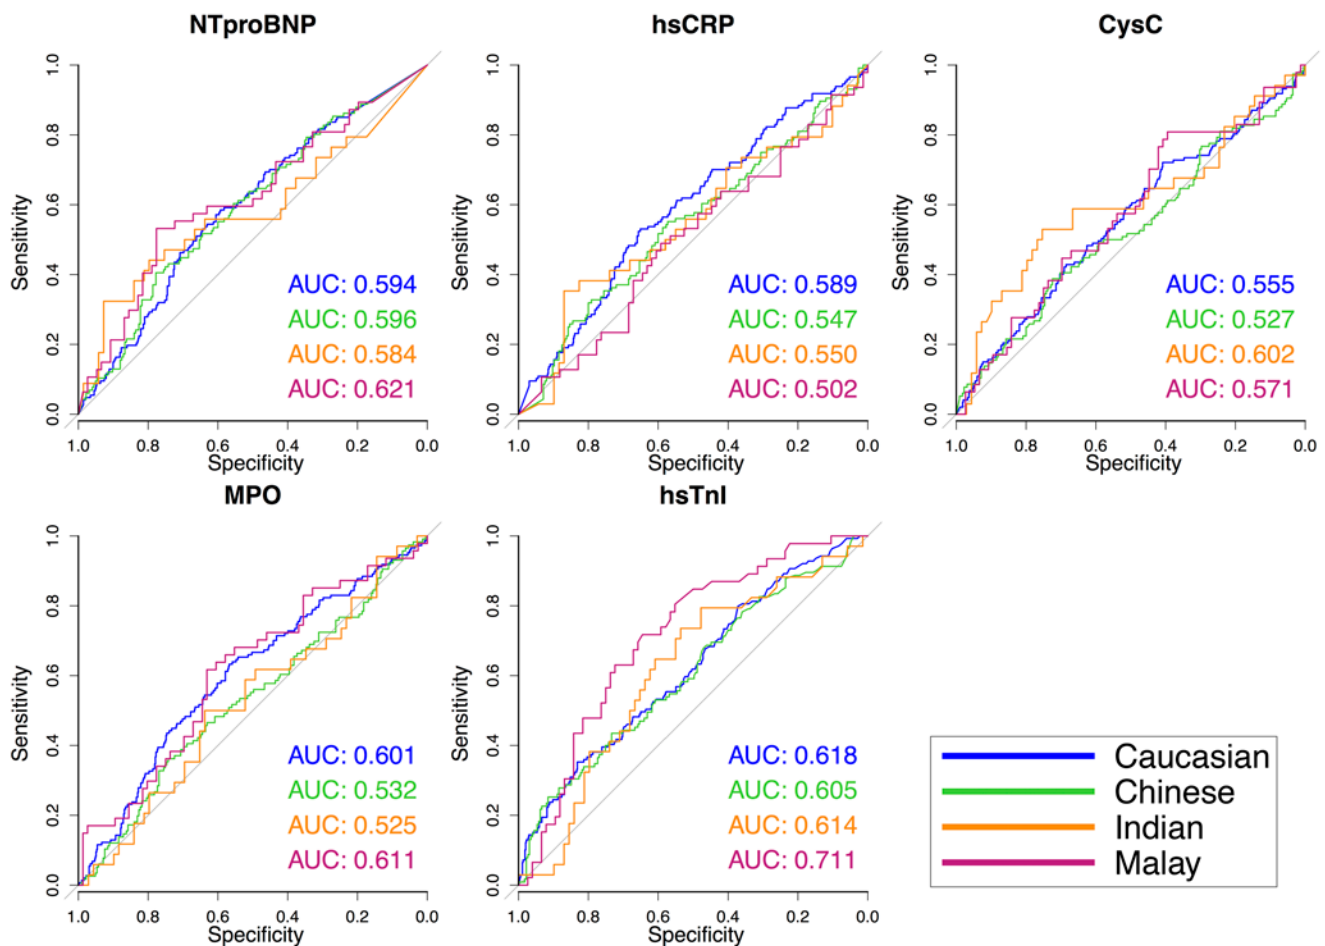 NTproBNP
hsCRP
CysC
Sensitivity
0.0 0.2 0.4 0.6 0.8 1.0
AUC: 0.594
AUC: 0.596
AUC: 0.584
AUC: 0.621
1.0 0.8 0.6 0.4 0.2 0.0
Specificity
Sensitivity
0.0 0.2 0.4 0.6 0.8 1.0
AUC: 0.589
AUC: 0.547
AUC: 0.550
AUC: 0.502
1.0 0.8 0.6 0.4 0.2 0.0
Specificity
Sensitivity
0.0 0.2 0.4 0.6 0.8 1.0
AUC: 0.555
AUC: 0.527
AUC: 0.602
AUC: 0.571
1.0 0.8 0.6 0.4 0.2 0.0
Specificity
MPO
hsTnI
Sensitivity
0.0 0.2 0.4 0.6 0.8 1.0
AUC: 0.601
AUC: 0.532
AUC: 0.525
AUC: 0.611
1.0 0.8 0.6 0.4 0.2 0.0
Specificity
Sensitivity
0.0 0.2 0.4 0.6 0.8 1.0
AUC: 0.618
AUC: 0.605
AUC: 0.614
AUC: 0.711
1.0 0.8 0.6 0.4 0.2 0.0
Specificity
Caucasian
Chinese
Indian
Malay